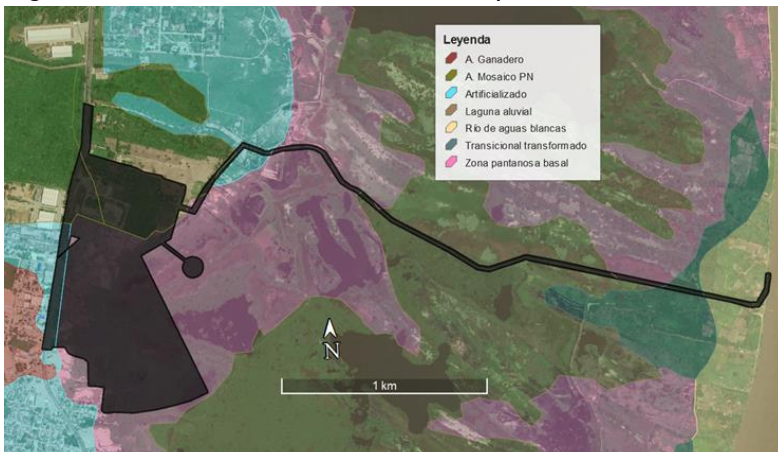 Leyenda
A. Ganadero
A. Mosaico PN
Artificializado
Laguna aluvial
Río de aguas blancas
Transicional transformado
Zona pantanosa basal
N
1 km